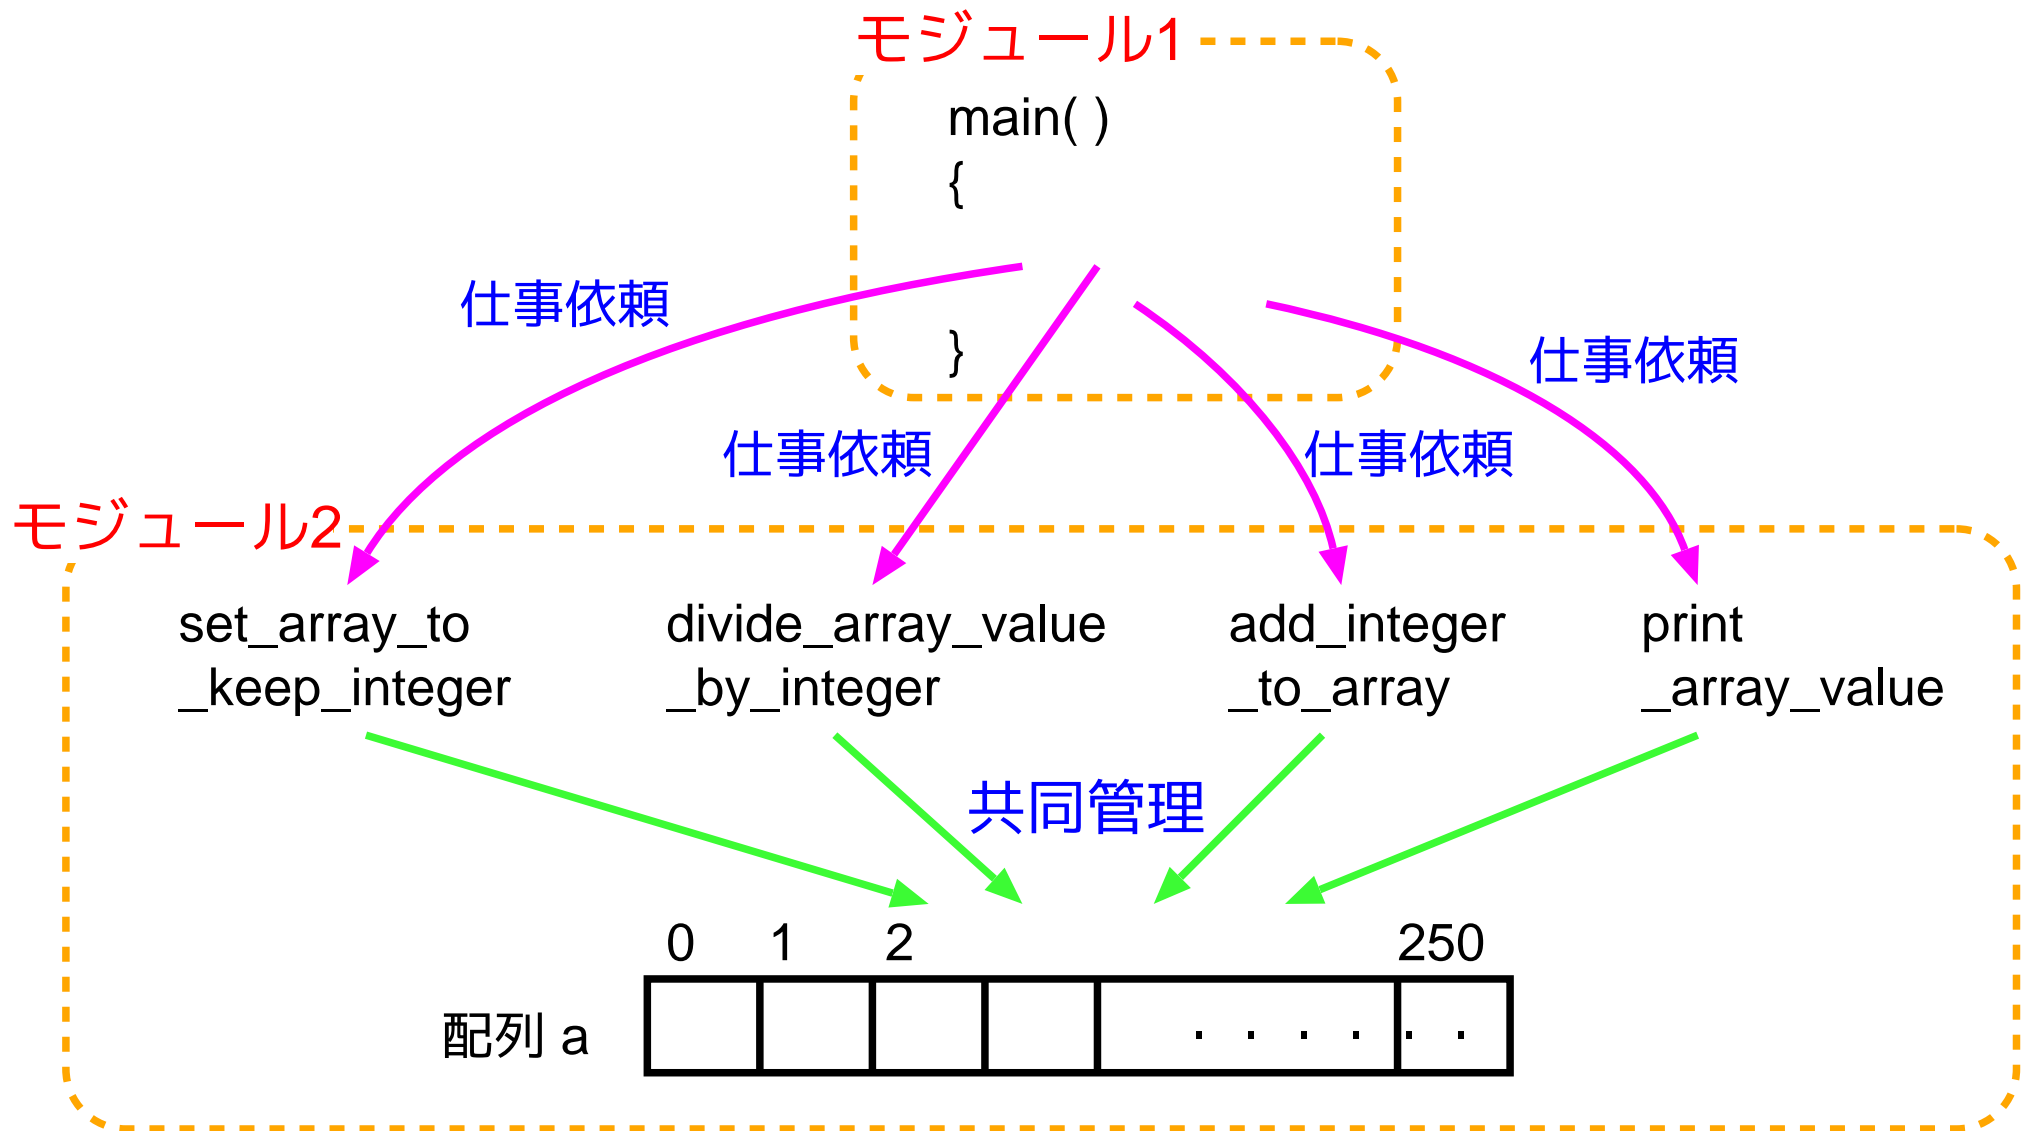 モジュール1
main( )
{
}
仕事依頼
仕事依頼
仕事依頼
仕事依頼
モジュール2
set_array_to
_keep_integer
divide_array_value
_by_integer
add_integer
_to_array
print
_array_value
共同管理
0 1 2 250
配列 a
. . . . . .